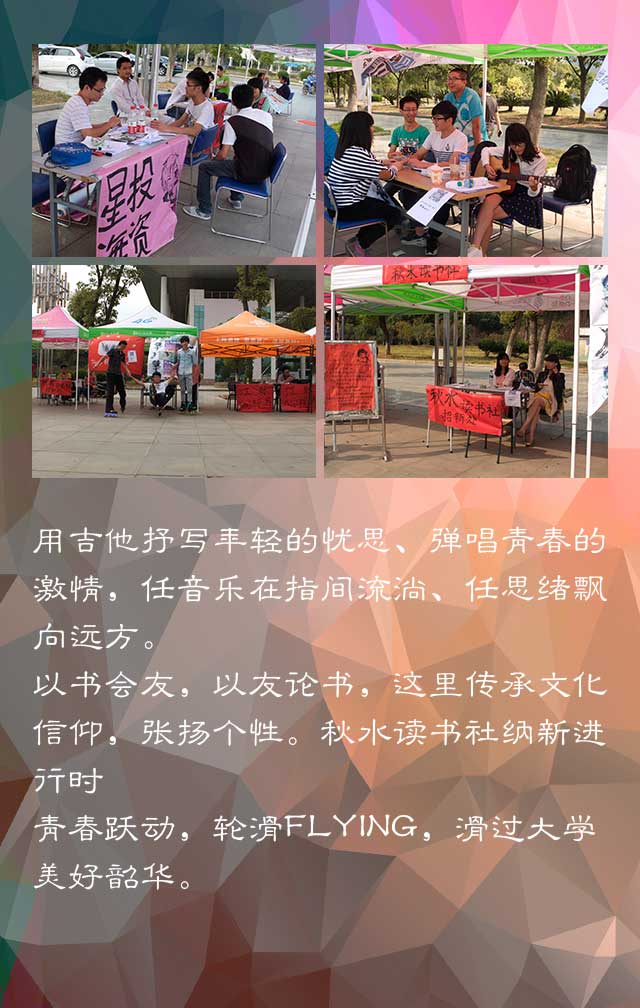 投
星 资
海
秋水读书社
秋水读书社
招新处
用吉他抒写年轻的忧思、弹唱青春的
激情，任音乐在指间流淌、任思绪飘
向远方。
以书会友，以友论书，这里传承文化
信仰，张扬个性。秋水读书社纳新进
行时
青春跃动，轮滑FLYING，滑过大学
美好韶华。